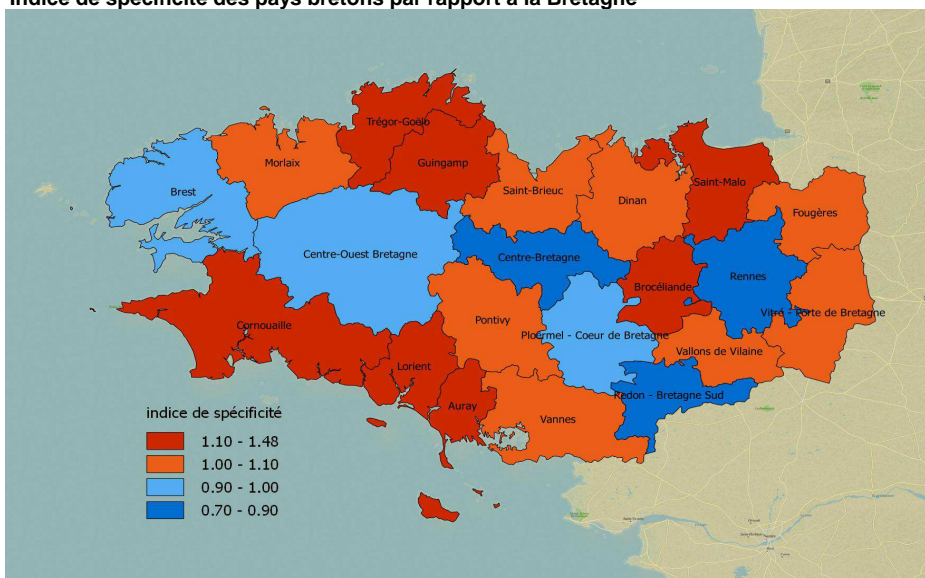 Indice de spécificité des pays bretons par rapport à la Bretagne
Trégor-Goëlo
Morlaix
Guingamp
Saint-Brieuc
Saint-Malo
Brest
Dinan
Fougères
Centre-Ouest Bretagne
Centre-Bretagne
Rennes
Brocéliande
Vitré - Porte de Bretagne
Cornouaille
Pontivy
Ploërmel - Coeur de Bretagne
Vallons de Vilaine
Lorient
Redon - Bretagne Sud
Auray
Vannes
indice de spécificité
1.10 - 1.48
1.00 - 1.10
0.90 - 1.00
0.70 - 0.90